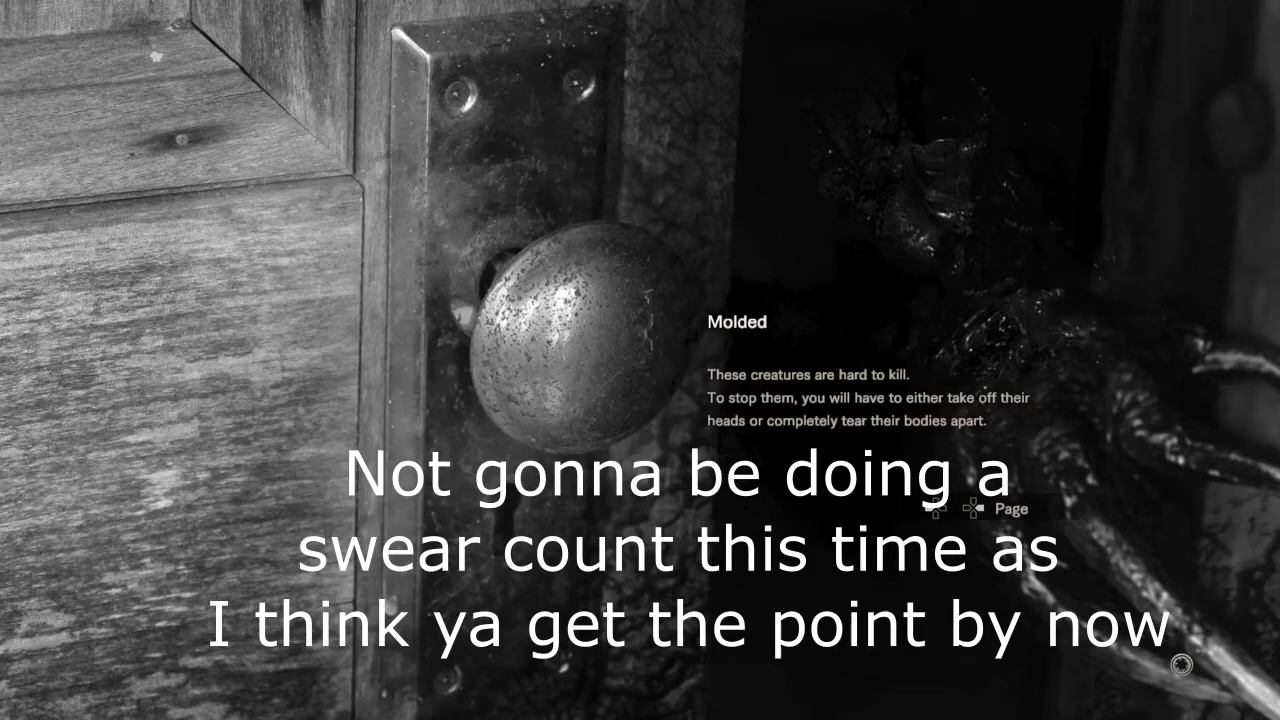 Molded
These creatures are hard to kill.
To stop them, you will have to either take off their
heads or completely tear their bodies apart.
Not gonna be doing a
Page
swear count this time as
I think ya get the point by now